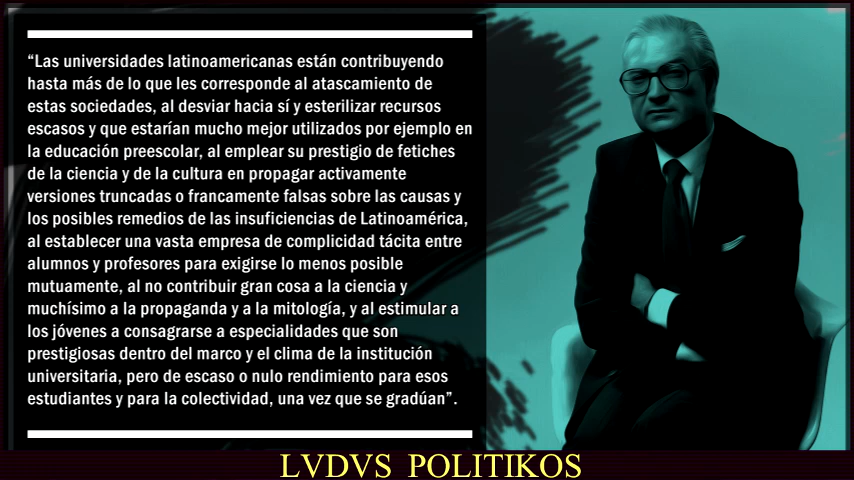 “Las universidades latinoamericanas están contribuyendo
hasta más de lo que les corresponde al atascamiento de
estas sociedades, al desviar hacia sí y esterilizar recursos
escasos y que estarían mucho mejor utilizados por ejemplo en
la educación preescolar, al emplear su prestigio de fetiches
de la ciencia y de la cultura en propagar activamente
versiones truncadas o francamente falsas sobre las causas y
los posibles remedios de las insuficiencias de Latinoamérica,
al establecer una vasta empresa de complicidad tácita entre
alumnos y profesores para exigirse lo menos posible
mutuamente, al no contribuir gran cosa a la ciencia y
muchísimo a la propaganda y a la mitología, y al estimular a
los jóvenes a consagrarse a especialidades que son
prestigiosas dentro del marco y el clima de la institución
universitaria, pero de escaso o nulo rendimiento para esos
estudiantes y para la colectividad, una vez que se gradúan”.
LVDVS POLITIKOS